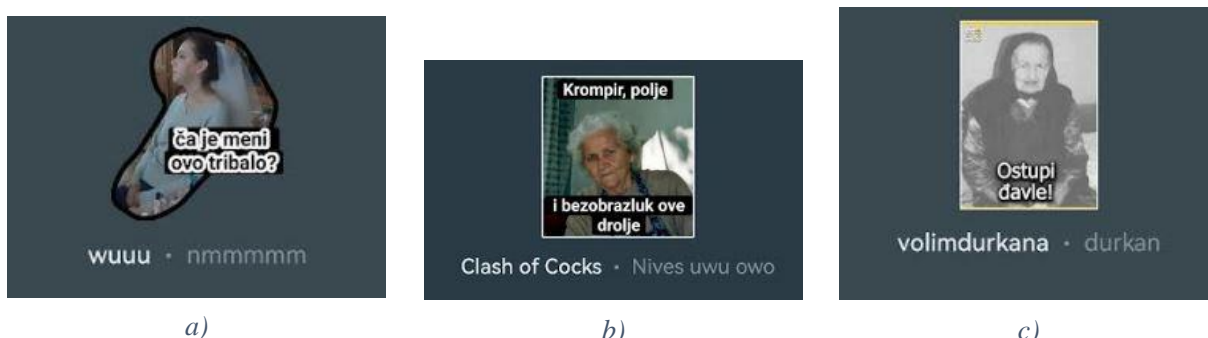 ča je meni
ovo tribalo?
wuuu • nmmmmm
a)
Krompir, polje
i bezobrazluk ove
drolje
Clash of Cocks • Nives uwu owo
b)
Ostupi
đavle!
volimdurkana • durkan
c)